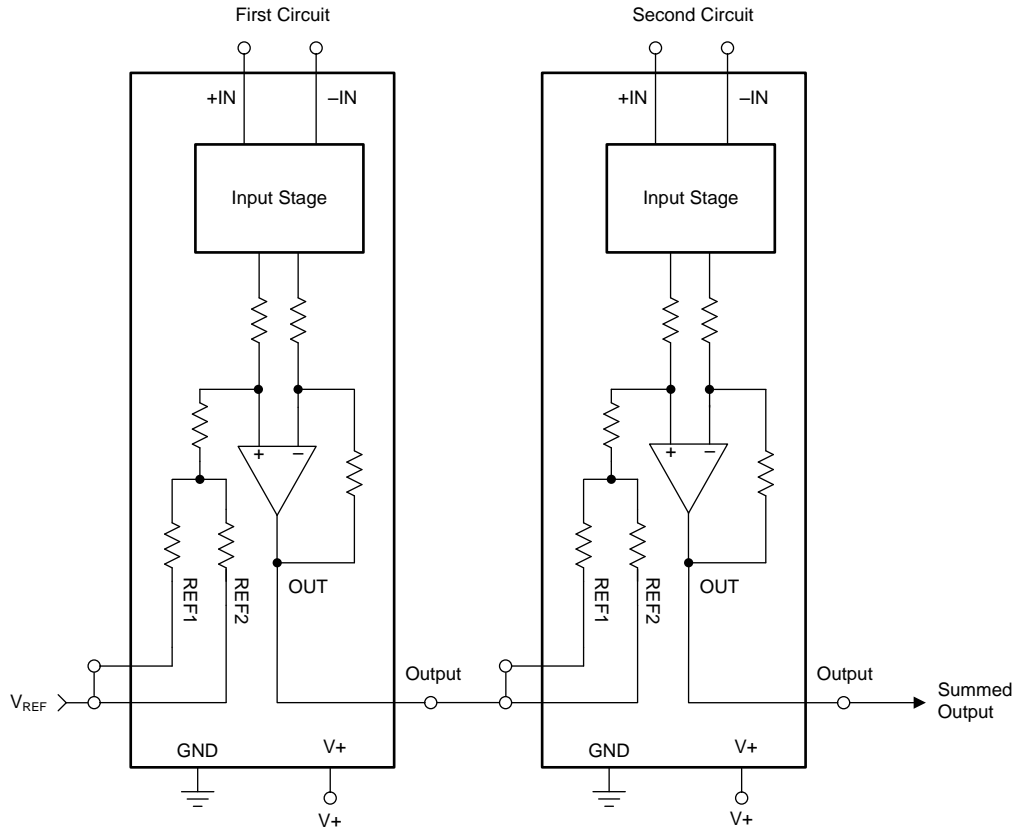 First Circuit
Second Circuit
+IN
–IN
+IN
–IN
Input Stage
Input Stage
+
–
+
–
REF1
REF2
OUT
REF1
REF2
OUT
Output
Output
VREF
Summed
Output
GND
V+
GND
V+
V+
V+